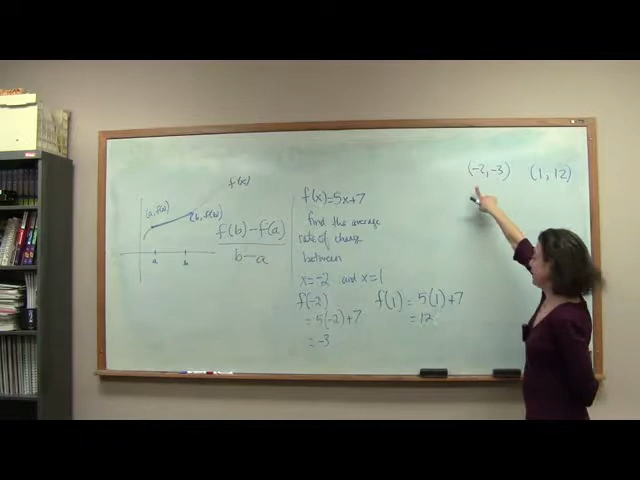 f(x)
(a, f(a))
(b, f(b))
a
b
f(b)-f(a)
b-a
f(x)=5x+7
find the average
rate of change
between
x=-2 and x=1
f(-2)
=5(-2)+7
=-3
f(1)=5(1)+7
=12
(-2,-3) (1,12)